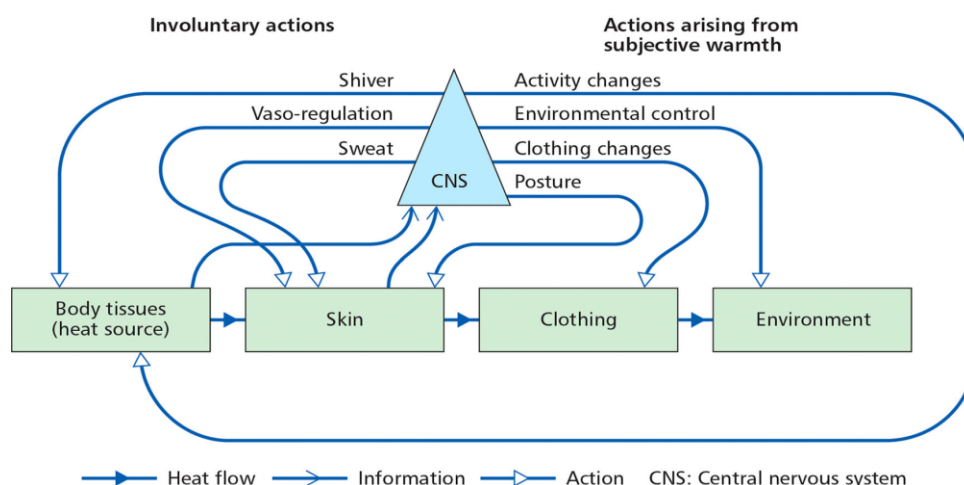 Involuntary actions
Actions arising from
subjective warmth
Shiver
Activity changes
Vaso-regulation
Environmental control
Sweat
Clothing changes
CNS
Posture
Body tissues
(heat source)
Skin
Clothing
Environment
Heat flow
Information
Action
CNS: Central nervous system